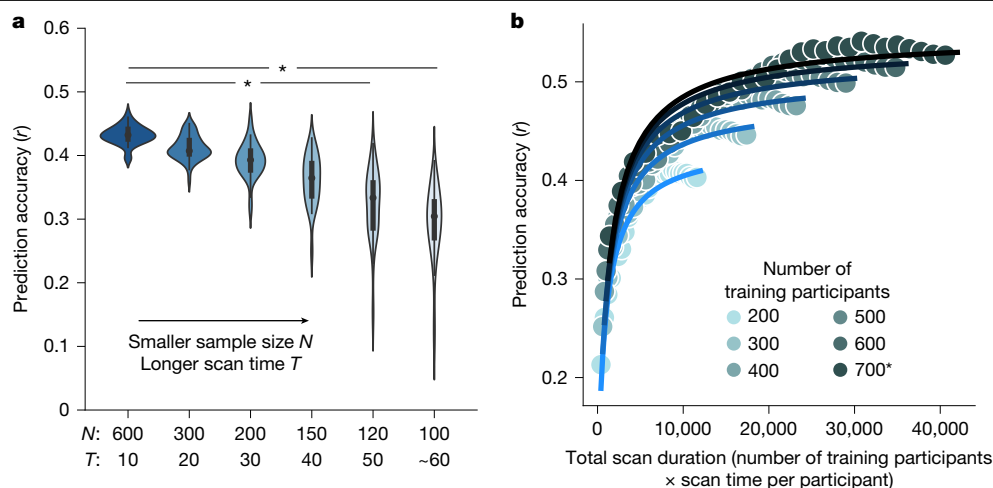 a
0.6
0.5
0.4
0.3
0.2
0.1
0
Prediction accuracy (r)
*
*
Smaller sample size N
Longer scan time T
N: 600 300 200 150 120 100
T: 10 20 30 40 50 ~60
b
0.5
0.4
0.3
0.2
Prediction accuracy (r)
Number of
training participants
200 500
300 600
400 700*
0 10,000 20,000 30,000 40,000
Total scan duration (number of training participants
× scan time per participant)